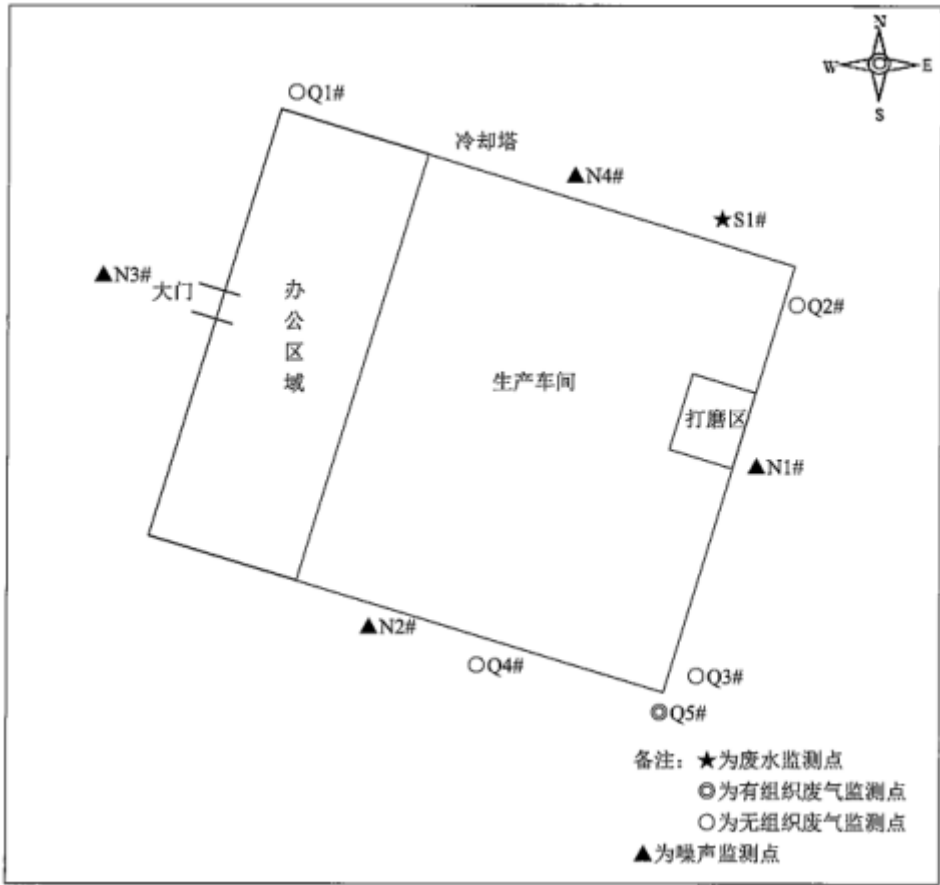 N
W E
S
○Q1#
冷却塔
▲N4#
★S1#
▲N3#
大门
○Q2#
办公区域
生产车间
打磨区
▲N1#
▲N2#
○Q4#
○Q3#
◎Q5#
备注：★为废水监测点
◎为有组织废气监测点
○为无组织废气监测点
▲为噪声监测点